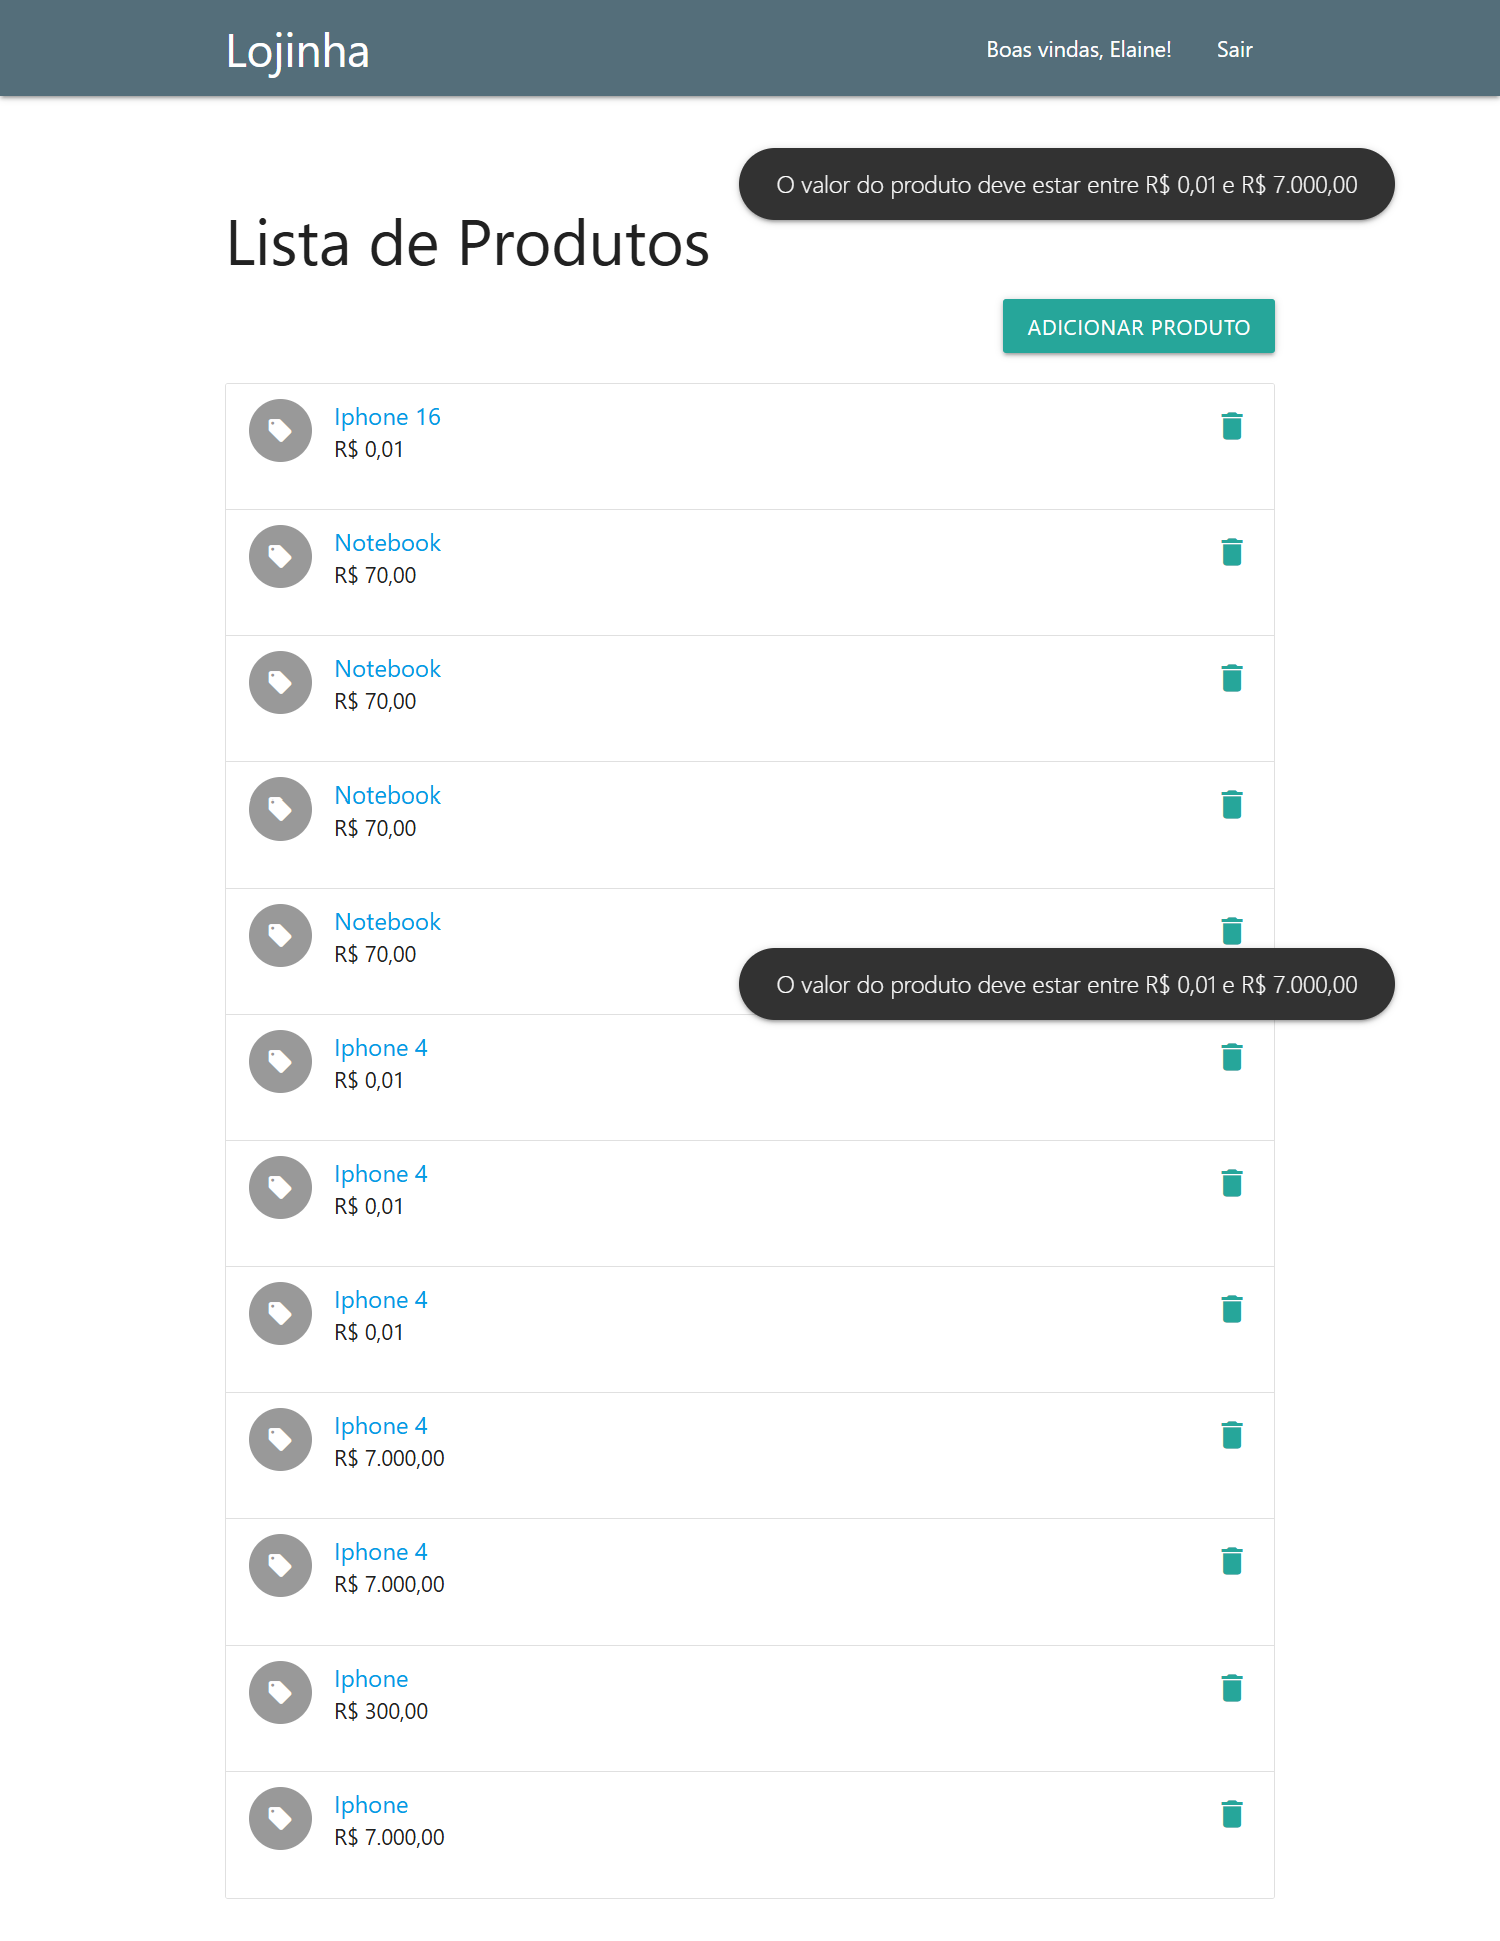 Lojinha
Boas vindas, Elaine!
Sair
O valor do produto deve estar entre R$ 0,01 e R$ 7.000,00
Lista de Produtos
ADICIONAR PRODUTO
Iphone 16
R$ 0,01
Notebook
R$ 70,00
Notebook
R$ 70,00
Notebook
R$ 70,00
Notebook
R$ 70,00
O valor do produto deve estar entre R$ 0,01 e R$ 7.000,00
Iphone 4
R$ 0,01
Iphone 4
R$ 0,01
Iphone 4
R$ 0,01
Iphone 4
R$ 7.000,00
Iphone 4
R$ 7.000,00
Iphone
R$ 300,00
Iphone
R$ 7.000,00